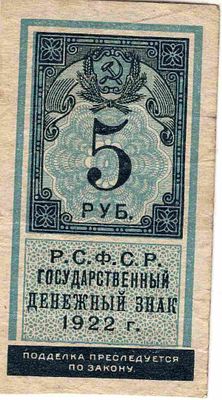 5
РУБ.
Р.С.Ф.С.Р.
ГОСУДАРСТВЕННЫЙ
ДЕНЕЖНЫЙ ЗНАК
1922 г.
ПОДДЕЛКА ПРЕСЛЕДУЕТСЯ
ПО ЗАКОНУ.